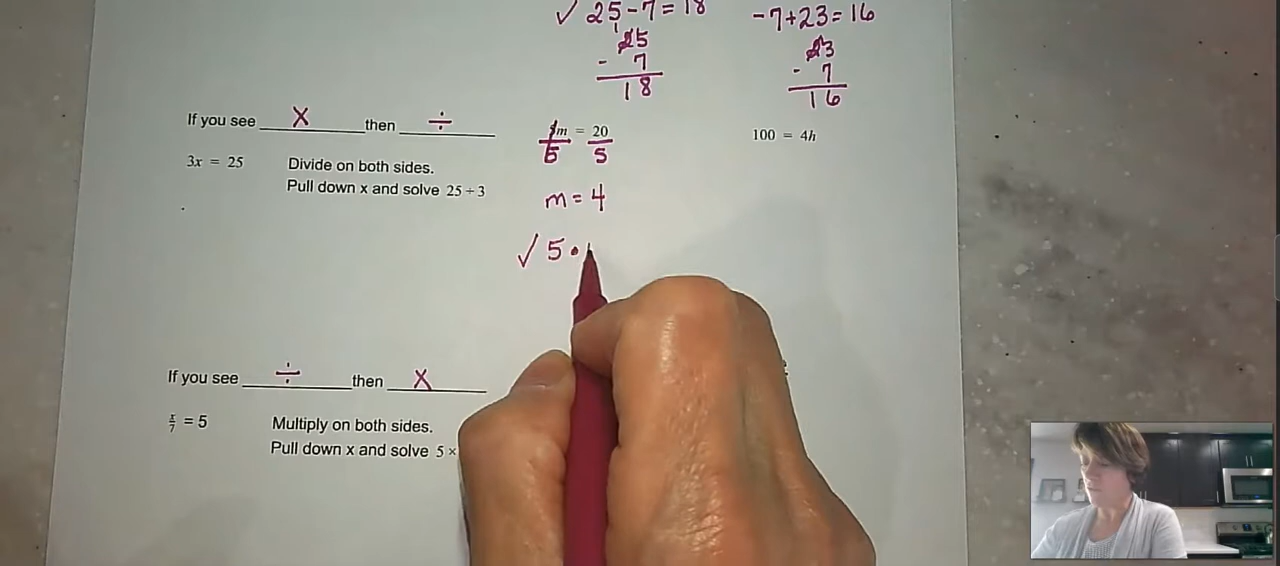 √ 25-7=18
-7+23=16
1
25
- 7
18
23
- 7
16
If you see X then ÷
5m = 20
5 5
100 = 4h
3x = 25 Divide on both sides.
Pull down x and solve 25 ÷ 3
m = 4
√ 5 •
If you see ÷ then X
x/7 = 5 Multiply on both sides.
Pull down x and solve 5 ×